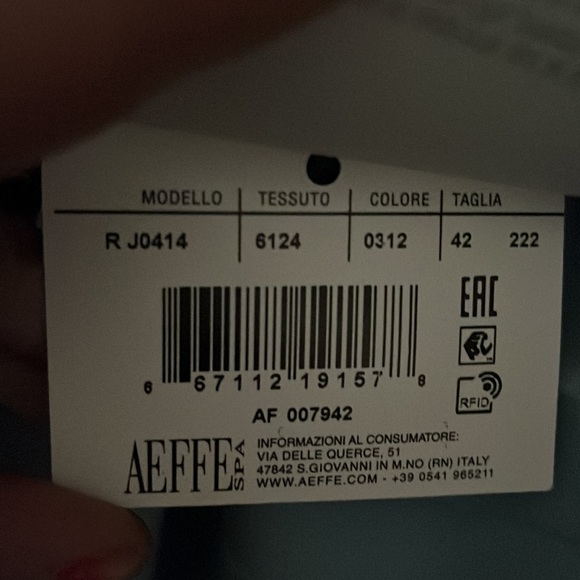 MODELLO TESSUTO COLORE TAGLIA
R J0414 6124 0312 42 222
EAC
6 67112 19157 8
RFID
AF 007942
AEFFE SPA
INFORMAZIONI AL CONSUMATORE:
VIA DELLE QUERCE, 51
47842 S.GIOVANNI IN M.NO (RN) ITALY
WWW.AEFFE.COM - +39 0541 965211